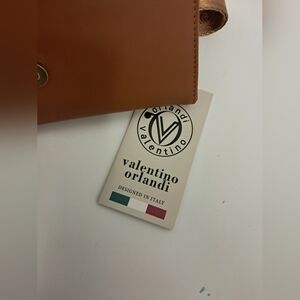 orlandi
valentino
valentino
orlandi
DESIGNED IN ITALY